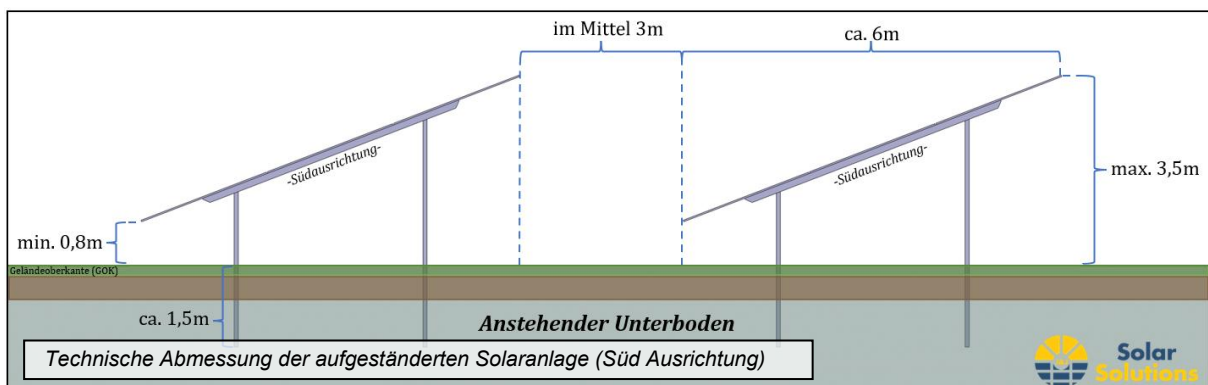 im Mittel 3m
ca. 6m
-Südausrichtung-
-Südausrichtung-
max. 3,5m
min. 0,8m
Geländeoberkante (GOK)
ca. 1,5m
Anstehender Unterboden
Technische Abmessung der aufgeständerten Solaranlage (Süd Ausrichtung)
Solar
Solutions